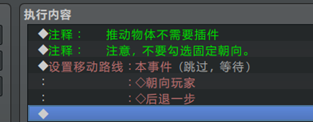 执行内容
◆注释： 推动物体不需要插件
◆注释： 注意，不要勾选固定朝向。
◆设置移动路线：本事件（跳过，等待）
： ：◇朝向玩家
： ：◇后退一步
◆